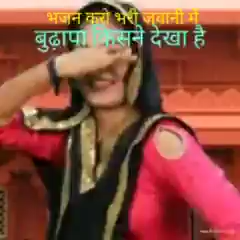 भजन करो भरी जवानी में
बुढ़ापा किसने देखा है